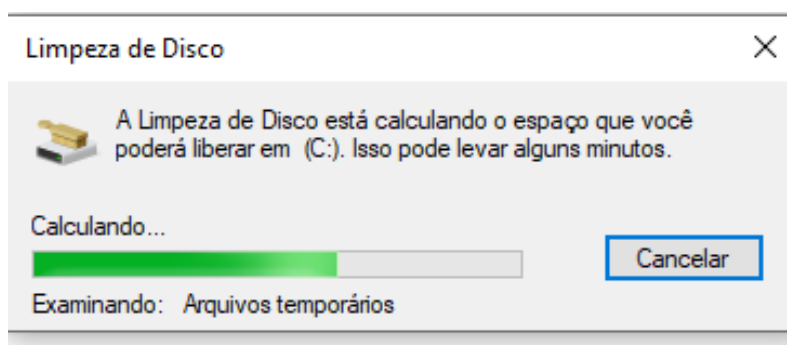 Limpeza de Disco
A Limpeza de Disco está calculando o espaço que você
poderá liberar em  (C:). Isso pode levar alguns minutos.
Calculando...
Cancelar
Examinando:   Arquivos temporários